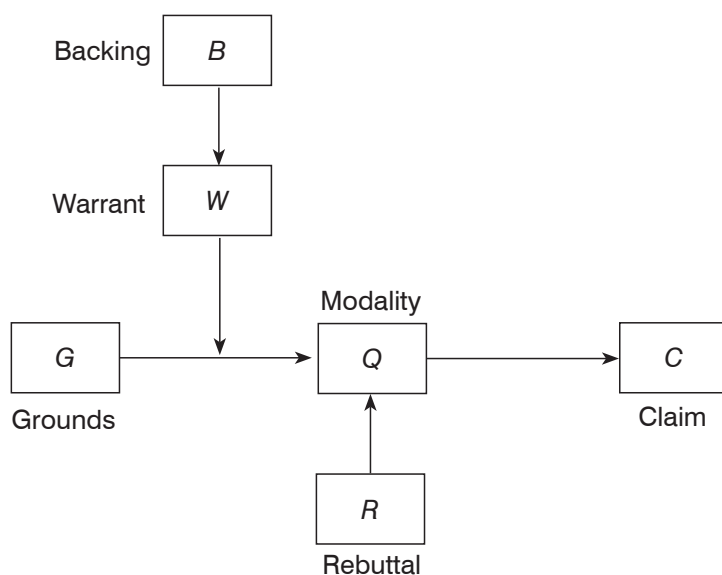 Backing
B
Warrant
W
Modality
G
Q
C
Grounds
Claim
R
Rebuttal